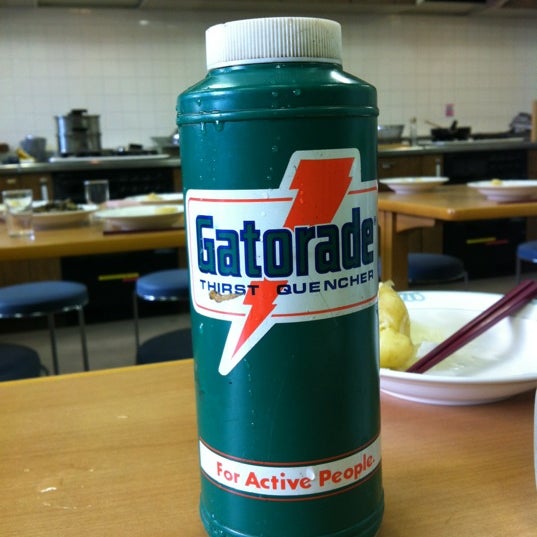 Gatorade
THIRST QUENCHER
For Active People.